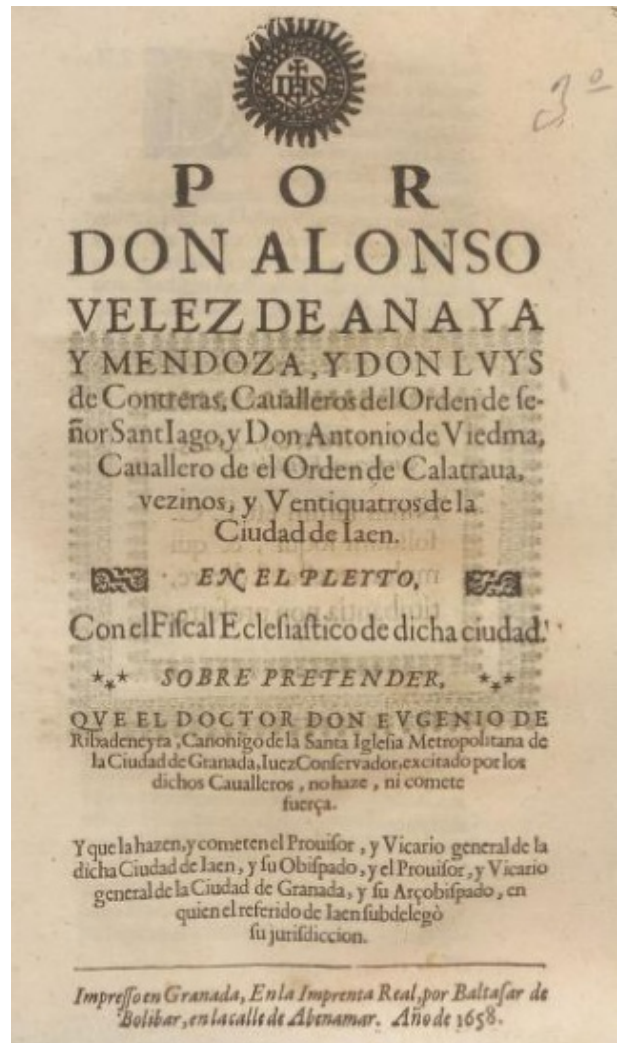 IHS
3º
POR
DON ALONSO
VELEZ DE ANAYA
Y MENDOZA, Y DON LVYS
de Contreras, Caualleros del Orden de ſe-
ñor SantIago, y Don Antonio de Viedma,
Cauallero de el Orden de Calatraua,
vezinos, y Ventiquatros de la
Ciudad de Iaen.
EN EL PLEITO,
Con el Fiſcal Ecleſiaſtico de dicha ciudad.
SOBRE PRETENDER,
QVE EL DOCTOR DON EVGENIO DE
Ribadeneyra, Canonigo de la Santa Igleſia Metropolitana de
la Ciudad de Granada, Iuez Conſervador, excitado por los
dichos Caualleros, no haze, ni comete
fuerça.
Y que la hazen, y cometen el Prouiſor, y Vicario general de la
dicha Ciudad de Iaen, y ſu Obiſpado, y el Prouiſor, y Vicario
general de la Ciudad de Granada, y ſu Arçobiſpado, en
quien el referido de Iaen ſubdelegò
ſu juriſdiccion.
Impreſſo en Granada, En la Imprenta Real, por Baltaſar de
Bolibar, en la calle de Abenamar. Año de 1658.